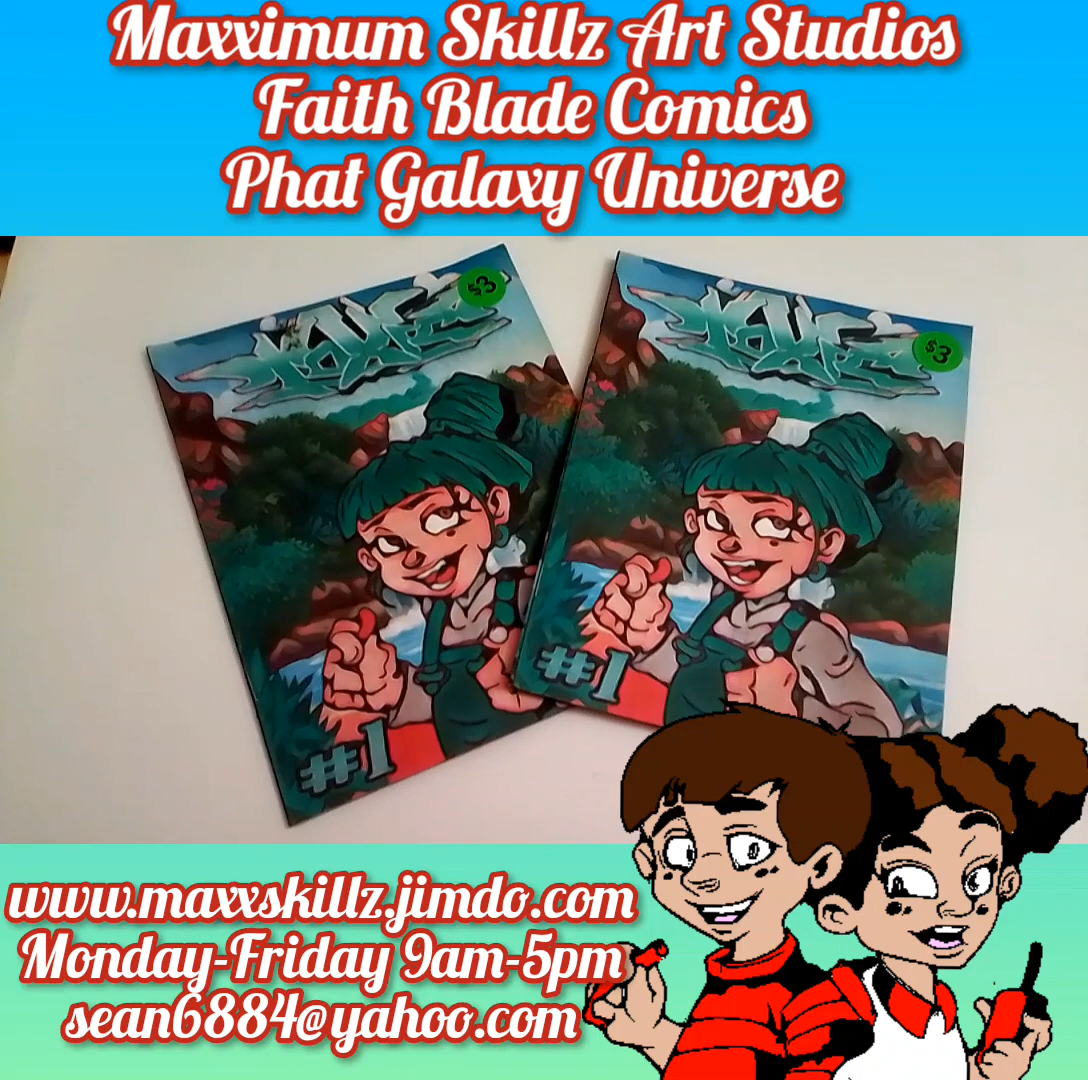 Maxximum Skillz Art Studios
Faith Blade Comics
Phat Galaxy Universe
$3
$3
#1
#1
www.maxxskillz.jimdo.com
Monday-Friday 9am-5pm
sean6884@yahoo.com